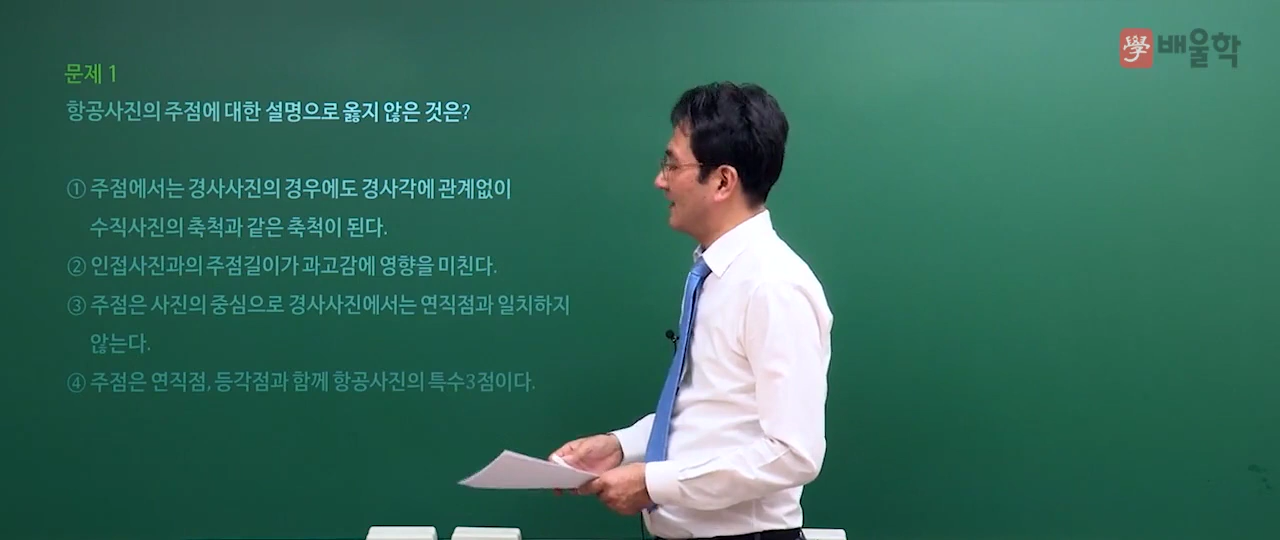 學배울학
문제 1
항공사진의 주점에 대한 설명으로 옳지 않은 것은?
① 주점에서는 경사사진의 경우에도 경사각에 관계없이
수직사진의 축척과 같은 축척이 된다.
② 인접사진과의 주점길이가 과고감에 영향을 미친다.
③ 주점은 사진의 중심으로 경사사진에서는 연직점과 일치하지
않는다.
④ 주점은 연직점, 등각점과 함께 항공사진의 특수3점이다.